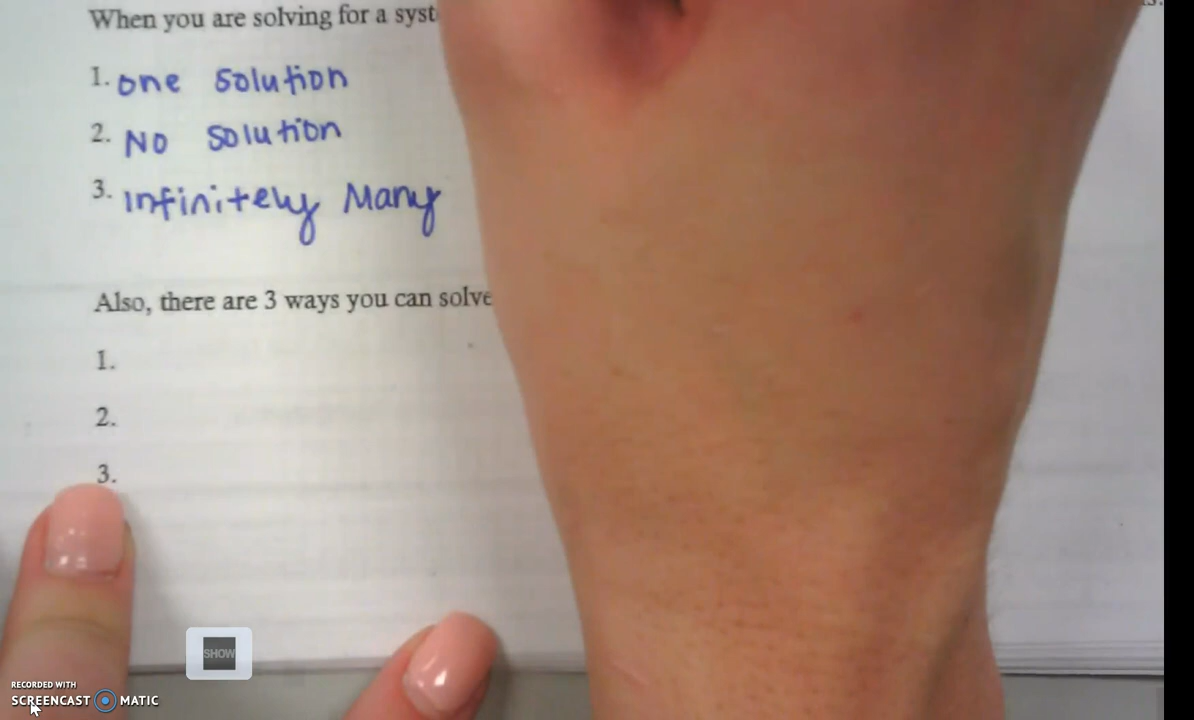 When you are solving for a syst
1. one solution
2. No solution
3. Infinitely Many
Also, there are 3 ways you can solve
1.
2.
3.
SHOW
RECORDED WITH
SCREENCAST MATIC